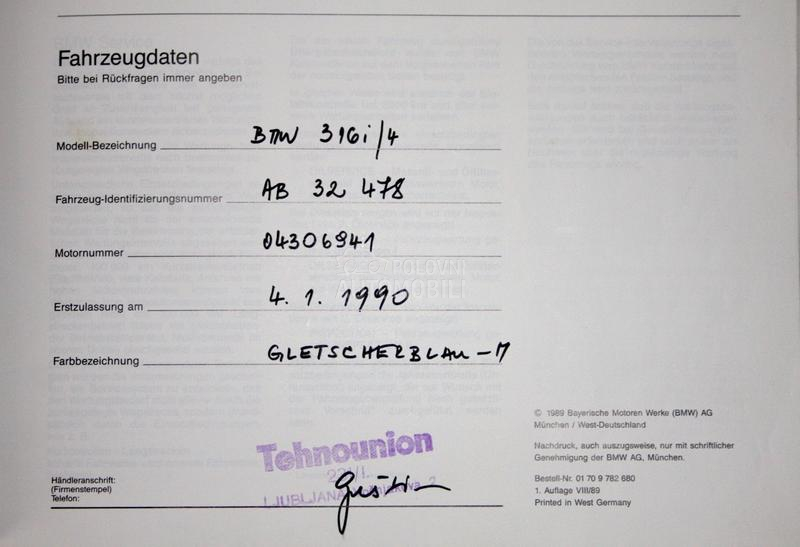 Fahrzeugdaten
Bitte bei Rückfragen immer angeben
Modell-Bezeichnung BMW 316i/4
Fahrzeug-Identifizierungsnummer AB 32 478
Motornummer 04306941
Erstzulassung am 4. 1. 1990
Farbbezeichnung GLETSCHERBLAU-M
POLOVNI
AUTOMOBILI
© 1989 Bayerische Motoren Werke (BMW) AG
München / West-Deutschland
Nachdruck, auch auszugsweise, nur mit schriftlicher
Genehmigung der BMW AG, München.
Bestell-Nr. 01 70 9 782 680
1. Auflage VIII/89
Printed in West Germany
Tehnounion
LJUBLJANA
Händleranschrift:
(Firmenstempel)
Telefon: